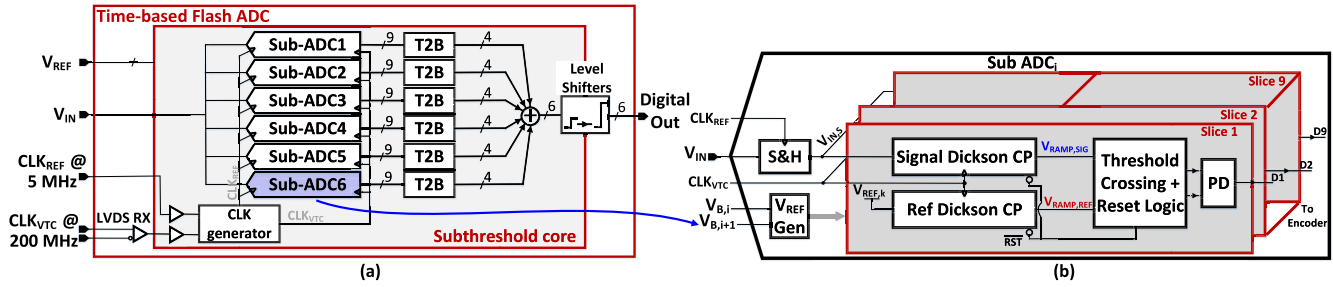 Time-based Flash ADC
V_REF
V_IN
CLK_REF @
5 MHz
CLK_VTC @
200 MHz
LVDS RX
CLK
generator
CLK_REF
CLK_VTC
Sub-ADC1
Sub-ADC2
Sub-ADC3
Sub-ADC4
Sub-ADC5
Sub-ADC6
9
9
9
9
9
9
T2B
T2B
T2B
T2B
T2B
T2B
4
4
4
4
4
4
+
6
Level
Shifters
6
Digital
Out
Subthreshold core
(a)
Sub ADC_i
Slice 9
Slice 2
Slice 1
CLK_REF
V_IN
S&H
V_IN,S
CLK_VTC
V_B,i
V_B,i+1
V_REF
Gen
V_REF,k
Signal Dickson CP
Ref Dickson CP
V_RAMP,SIG
V_RAMP,REF
RST
Threshold
Crossing +
Reset Logic
PD
D1
D2
D9
To
Encoder
(b)